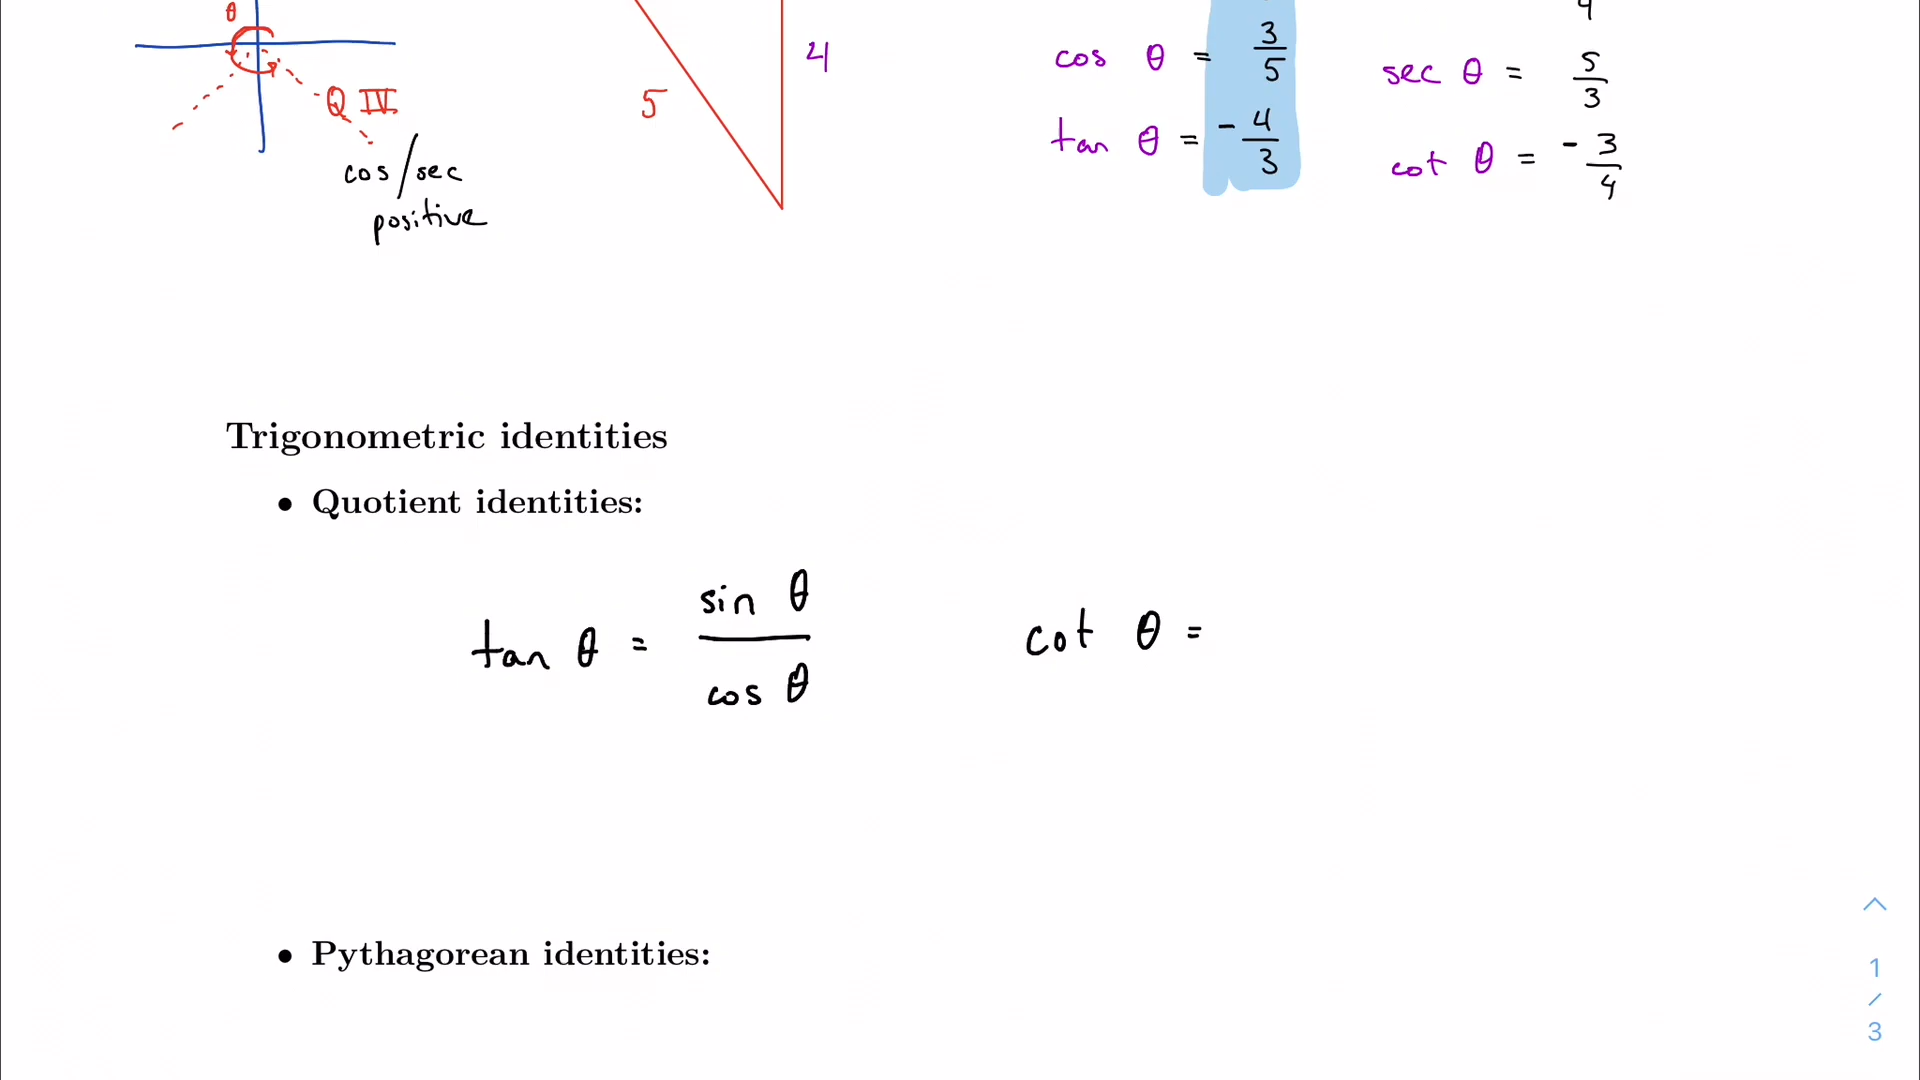 θ
Q IV
cos/sec
positive
5
4
cos θ = 3/5
tan θ = - 4/3
4
sec θ = 5/3
cot θ = - 3/4
Trigonometric identities
• Quotient identities:
tan θ = sin θ / cos θ
cot θ =
• Pythagorean identities:
1
/
3